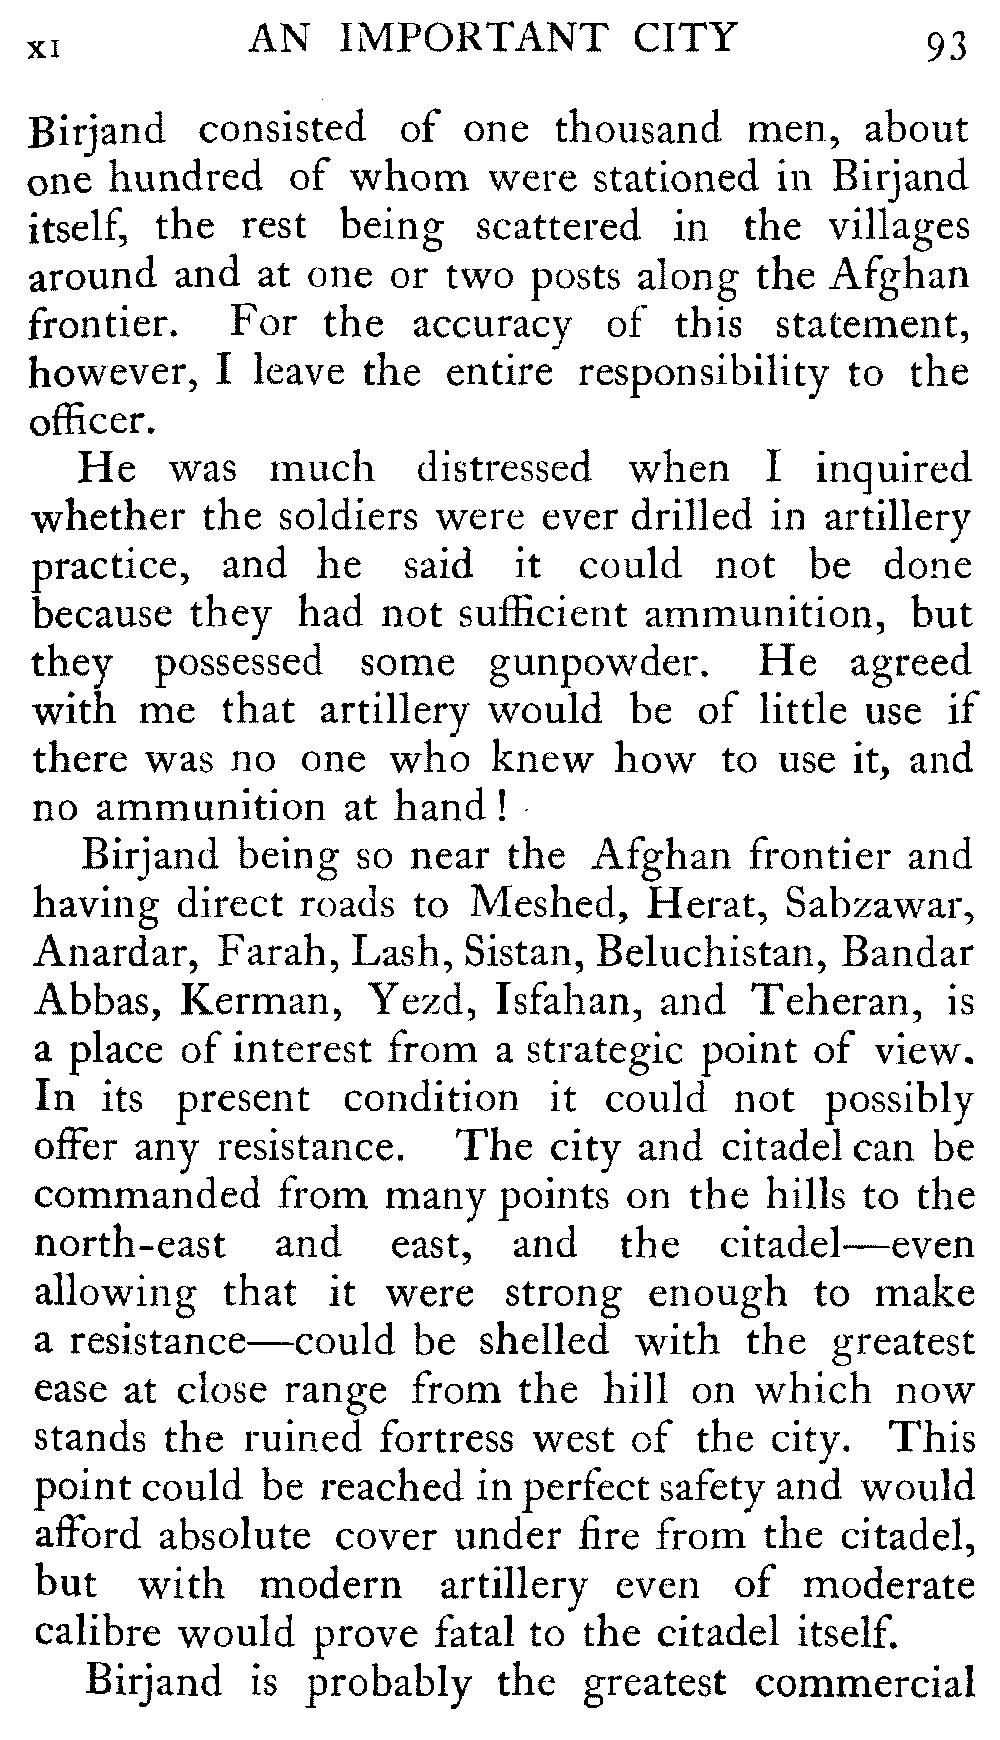 XI AN IMPORTANT CITY 93
Birjand consisted of one thousand men, about
one hundred of whom were stationed in Birjand
itself, the rest being scattered in the villages
around and at one or two posts along the Afghan
frontier. For the accuracy of this statement,
however, I leave the entire responsibility to the
officer.
He was much distressed when I inquired
whether the soldiers were ever drilled in artillery
practice, and he said it could not be done
because they had not sufficient ammunition, but
they possessed some gunpowder. He agreed
with me that artillery would be of little use if
there was no one who knew how to use it, and
no ammunition at hand!
Birjand being so near the Afghan frontier and
having direct roads to Meshed, Herat, Sabzawar,
Anardar, Farah, Lash, Sistan, Beluchistan, Bandar
Abbas, Kerman, Yezd, Isfahan, and Teheran, is
a place of interest from a strategic point of view.
In its present condition it could not possibly
offer any resistance. The city and citadel can be
commanded from many points on the hills to the
north-east and east, and the citadel—even
allowing that it were strong enough to make
a resistance—could be shelled with the greatest
ease at close range from the hill on which now
stands the ruined fortress west of the city. This
point could be reached in perfect safety and would
afford absolute cover under fire from the citadel,
but with modern artillery even of moderate
calibre would prove fatal to the citadel itself.
Birjand is probably the greatest commercial